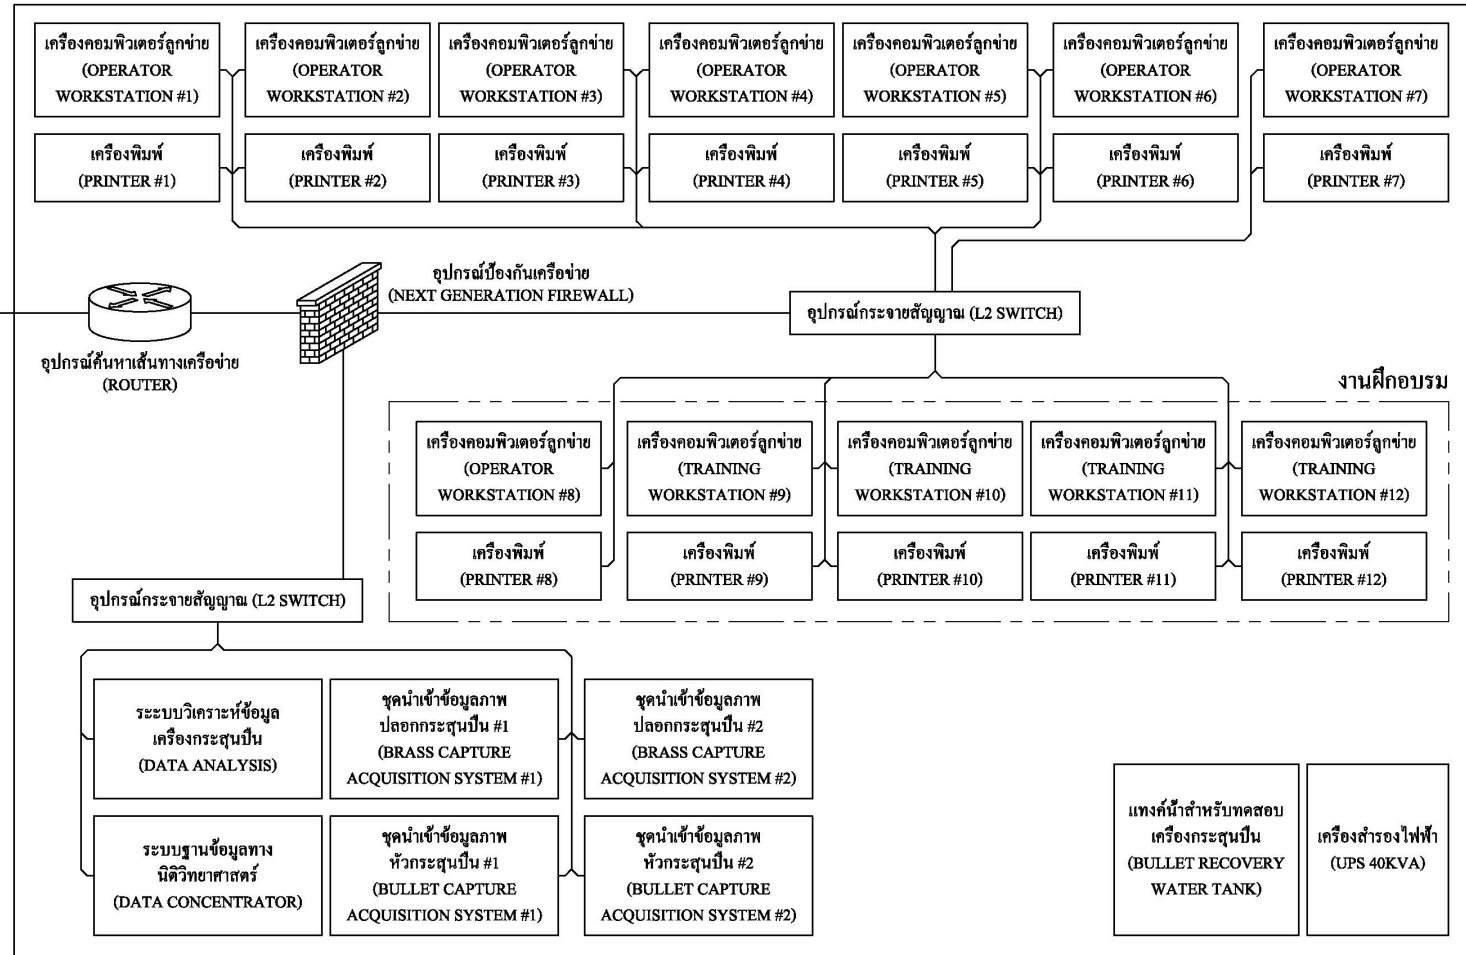 เครื่องคอมพิวเตอร์ลูกข่าย
(OPERATOR
WORKSTATION #1)
เครื่องคอมพิวเตอร์ลูกข่าย
(OPERATOR
WORKSTATION #2)
เครื่องคอมพิวเตอร์ลูกข่าย
(OPERATOR
WORKSTATION #3)
เครื่องคอมพิวเตอร์ลูกข่าย
(OPERATOR
WORKSTATION #4)
เครื่องคอมพิวเตอร์ลูกข่าย
(OPERATOR
WORKSTATION #5)
เครื่องคอมพิวเตอร์ลูกข่าย
(OPERATOR
WORKSTATION #6)
เครื่องคอมพิวเตอร์ลูกข่าย
(OPERATOR
WORKSTATION #7)
เครื่องพิมพ์
(PRINTER #1)
เครื่องพิมพ์
(PRINTER #2)
เครื่องพิมพ์
(PRINTER #3)
เครื่องพิมพ์
(PRINTER #4)
เครื่องพิมพ์
(PRINTER #5)
เครื่องพิมพ์
(PRINTER #6)
เครื่องพิมพ์
(PRINTER #7)
อุปกรณ์ป้องกันเครือข่าย
(NEXT GENERATION FIREWALL)
อุปกรณ์กระจายสัญญาณ (L2 SWITCH)
อุปกรณ์ค้นหาเส้นทางเครือข่าย
(ROUTER)
งานฝึกอบรม
เครื่องคอมพิวเตอร์ลูกข่าย
(OPERATOR
WORKSTATION #8)
เครื่องคอมพิวเตอร์ลูกข่าย
(TRAINING
WORKSTATION #9)
เครื่องคอมพิวเตอร์ลูกข่าย
(TRAINING
WORKSTATION #10)
เครื่องคอมพิวเตอร์ลูกข่าย
(TRAINING
WORKSTATION #11)
เครื่องคอมพิวเตอร์ลูกข่าย
(TRAINING
WORKSTATION #12)
เครื่องพิมพ์
(PRINTER #8)
เครื่องพิมพ์
(PRINTER #9)
เครื่องพิมพ์
(PRINTER #10)
เครื่องพิมพ์
(PRINTER #11)
เครื่องพิมพ์
(PRINTER #12)
อุปกรณ์กระจายสัญญาณ (L2 SWITCH)
ระะบบวิเคราะห์ข้อมูล
เครื่องกระสุนปืน
(DATA ANALYSIS)
ชุดนำเข้าข้อมูลภาพ
ปลอกกระสุนปืน #1
(BRASS CAPTURE
ACQUISITION SYSTEM #1)
ชุดนำเข้าข้อมูลภาพ
ปลอกกระสุนปืน #2
(BRASS CAPTURE
ACQUISITION SYSTEM #2)
ระบบฐานข้อมูลทาง
นิติวิทยาศาสตร์
(DATA CONCENTRATOR)
ชุดนำเข้าข้อมูลภาพ
หัวกระสุนปืน #1
(BULLET CAPTURE
ACQUISITION SYSTEM #1)
ชุดนำเข้าข้อมูลภาพ
หัวกระสุนปืน #2
(BULLET CAPTURE
ACQUISITION SYSTEM #2)
แทงค์น้ำสำหรับทดสอบ
เครื่องกระสุนปืน
(BULLET RECOVERY
WATER TANK)
เครื่องสำรองไฟฟ้า
(UPS 40KVA)